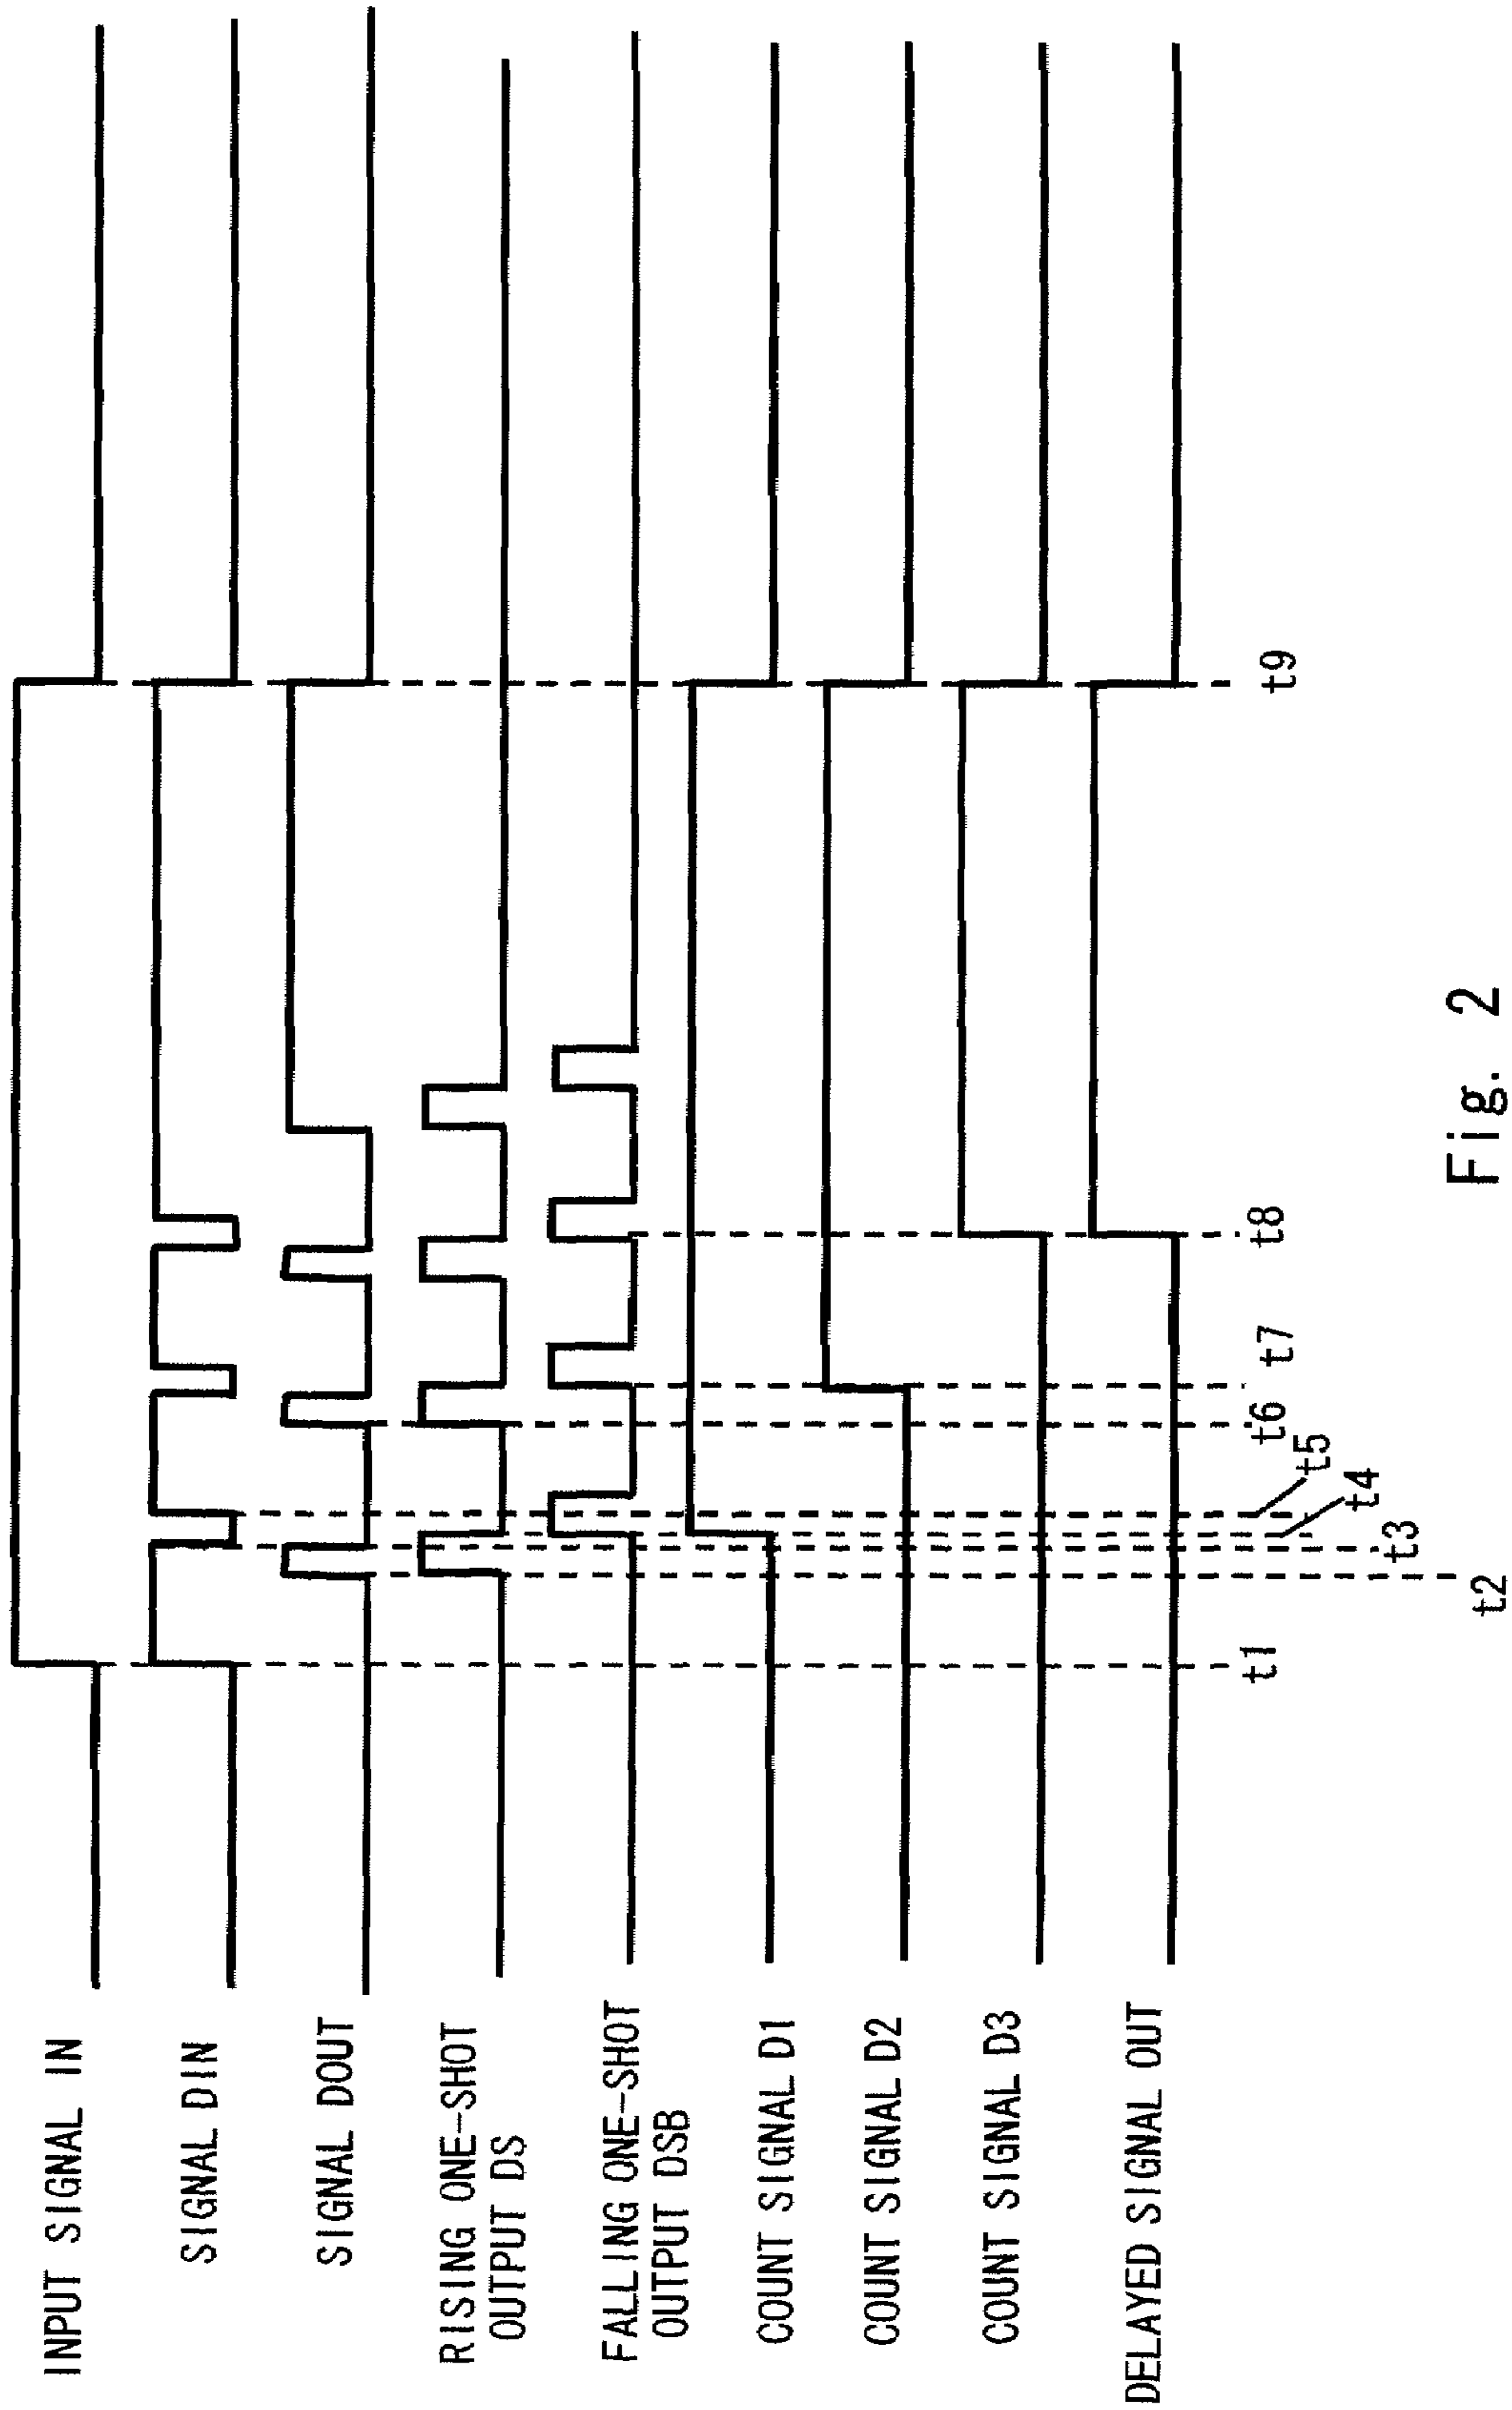 INPUT SIGNAL IN
SIGNAL DIN
SIGNAL DOUT
RISING ONE-SHOT
OUTPUT DS
FALLING ONE-SHOT
OUTPUT DSB
COUNT SIGNAL D1
COUNT SIGNAL D2
COUNT SIGNAL D3
DELAYED SIGNAL OUT
t1
t2
t3
t4
t5
t6
t7
t8
t9
Fig. 2